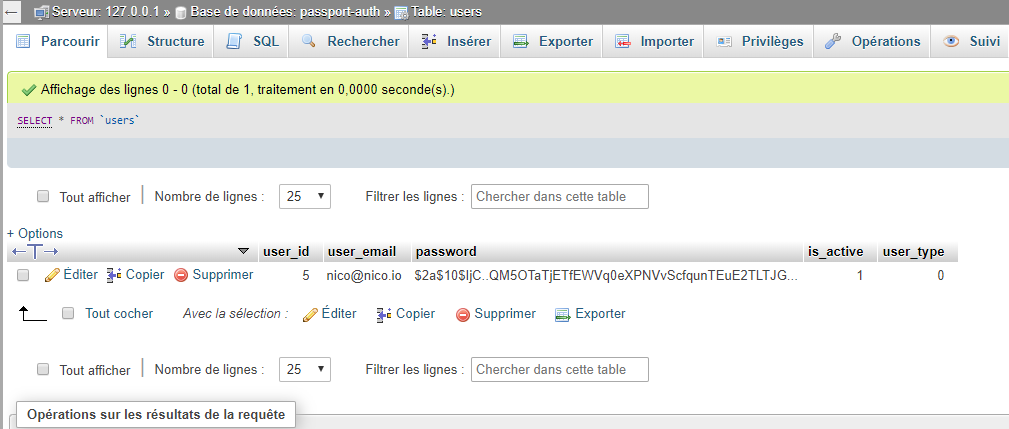 Serveur: 127.0.0.1 » Base de données: passport-auth » Table: users
Parcourir Structure SQL Rechercher Insérer Exporter Importer Privilèges Opérations Suivi
Affichage des lignes 0 - 0 (total de 1, traitement en 0,0000 seconde(s).)
SELECT * FROM `users`
Tout afficher Nombre de lignes : 25 Filtrer les lignes : Chercher dans cette table
+ Options
user_id user_email password is_active user_type
Éditer Copier Supprimer 5 nico@nico.io $2a$10$ljC..QM5OTaTjETfEWVq0eXPNVvScfqunTEuE2TLTJG... 1 0
Tout cocher Avec la sélection : Éditer Copier Supprimer Exporter
Tout afficher Nombre de lignes : 25 Filtrer les lignes : Chercher dans cette table
Opérations sur les résultats de la requête